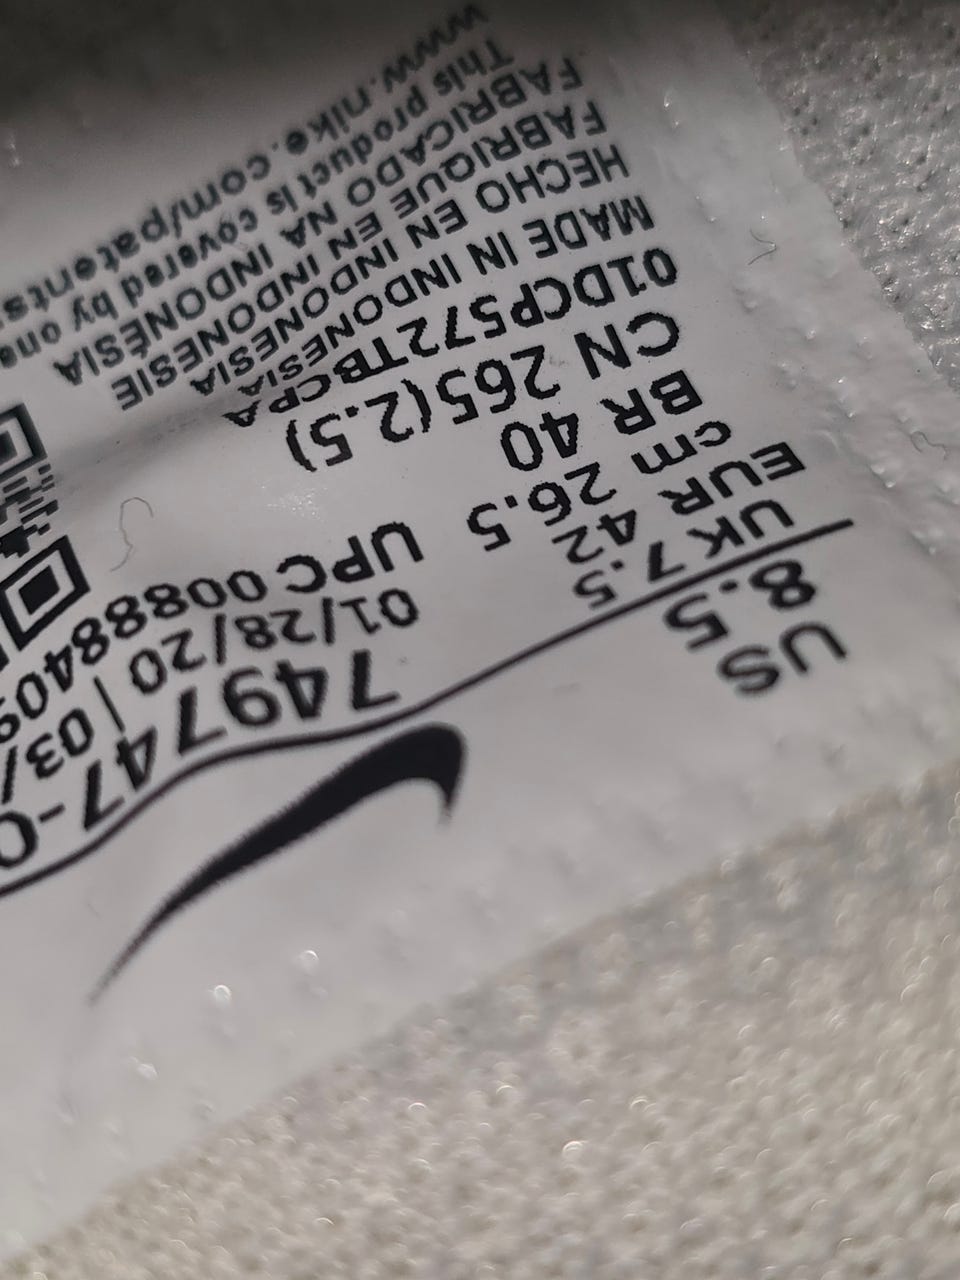 US 8.5
UK 7.5
EUR 42
cm 26.5
BR 40
CN 265(2.5)
749747-0
01/28/20 | 03/
UPC 00888409
01DCP572TBCPA
MADE IN INDONESIA
HECHO EN INDONESIA
FABRIQUÉ EN INDONESIE
FABRICADO NA INDONÉSIA
This product is covered by one
www.nike.com/patents.